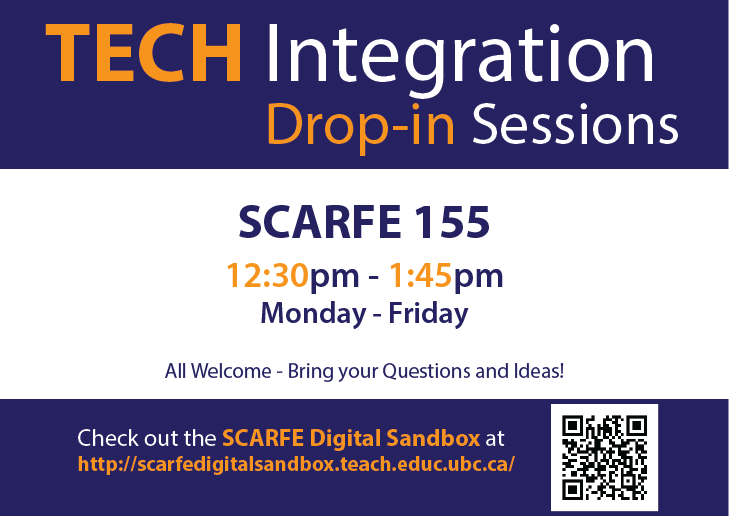 TECH Integration
Drop-in Sessions
SCARFE 155
12:30pm - 1:45pm
Monday - Friday
All Welcome - Bring your Questions and Ideas!
Check out the SCARFE Digital Sandbox at
http://scarfedigitalsandbox.teach.educ.ubc.ca/